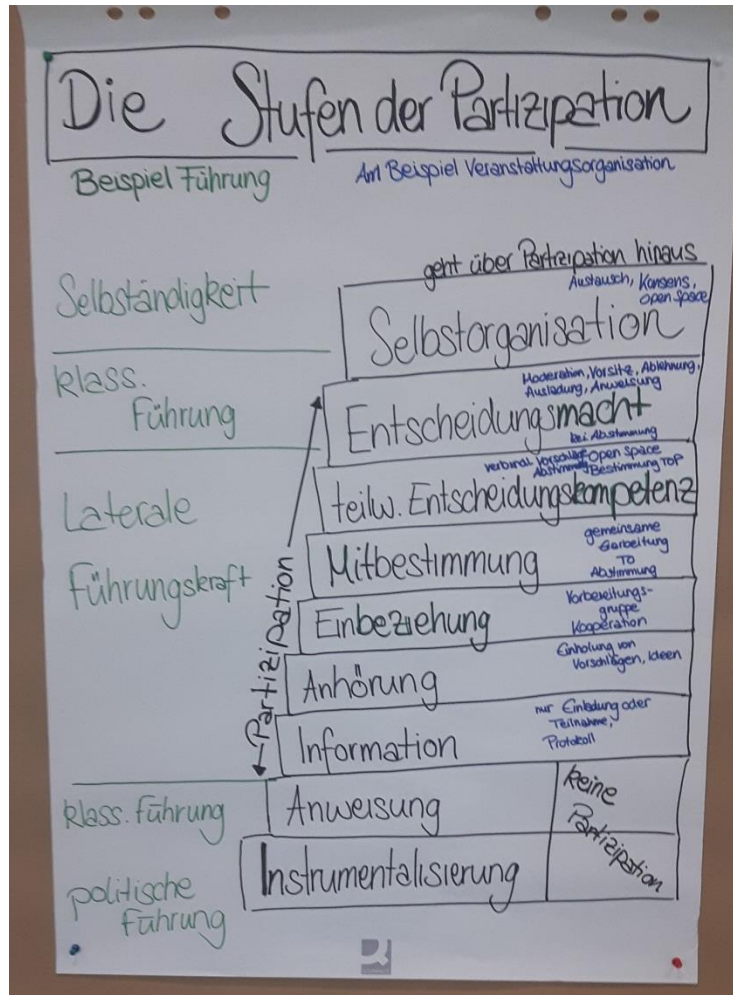 Die Stufen der Partizipation
Beispiel Führung
Am Beispiel Veranstaltungsorganisation
geht über Partizipation hinaus
Selbständigkeit
Austausch, Konsens,
Open Space
Selbstorganisation
klass.
Führung
Moderation, Vorsitz, Ablehnung,
Ausladung, Anweisung
Entscheidungsmacht
bei Abstimmung
Laterale
Führungskraft
verbindl. Vorschläge Open Space
Abstimmung Bestimmung TOP
teilw. Entscheidungskompetenz
Mitbestimmung
gemeinsame
Earbeitung
TO
Abstimmung
Einbeziehung
Vorbereitungs-
gruppe
Kooperation
Anhörung
Einholung von
Vorschlägen, Ideen
Information
nur Einladung oder
Teilnahme,
Protokoll
Partizipation
klass. Führung
Anweisung
keine
Partizipation
politische
Führung
Instrumentalisierung